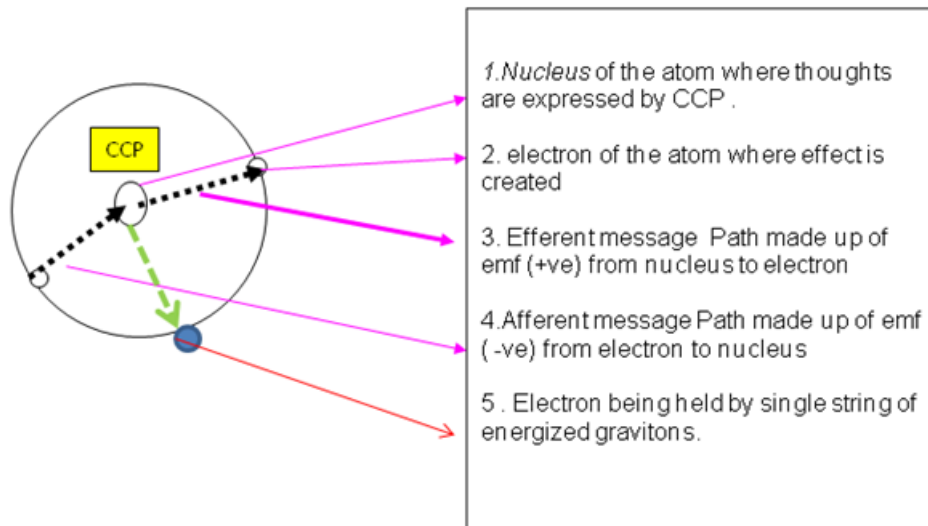 CCP
1.Nucleus of the atom where thoughts
are expressed by CCP .
2. electron of the atom where effect is
created
3. Efferent message Path made up of
emf (+ve) from nucleus to electron
4.Afferent message Path made up of emf
( -ve) from electron to nucleus
5 . Electron being held by single string of
energized gravitons.